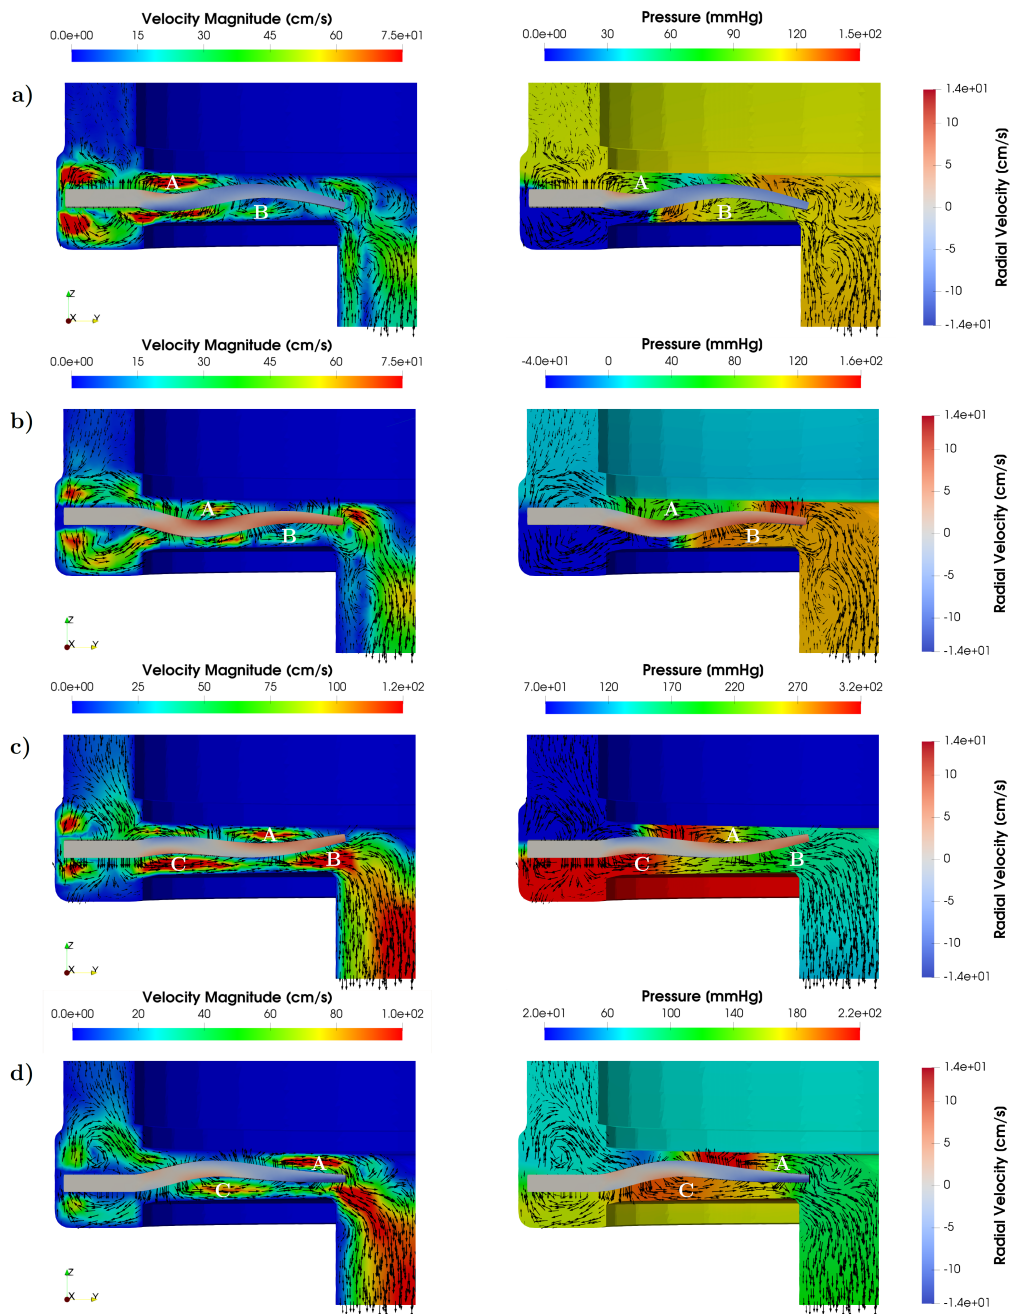 Velocity Magnitude (cm/s)
0.0e+00 15 30 45 60 7.5e+01
Pressure (mmHg)
0.0e+00 30 60 90 120 1.5e+02
a)
A
B
Z
X Y
A
B
1.4e+01
10
5
0
-5
-10
-1.4e+01
Radial Velocity (cm/s)
Velocity Magnitude (cm/s)
0.0e+00 15 30 45 60 7.5e+01
Pressure (mmHg)
-4.0e+01 0 40 80 120 1.6e+02
b)
A
B
Z
X Y
A
B
1.4e+01
10
5
0
-5
-10
-1.4e+01
Radial Velocity (cm/s)
Velocity Magnitude (cm/s)
0.0e+00 25 50 75 100 1.2e+02
Pressure (mmHg)
7.0e+01 120 170 220 270 3.2e+02
c)
A
B
C
Z
X Y
A
B
C
1.4e+01
10
5
0
-5
-10
-1.4e+01
Radial Velocity (cm/s)
Velocity Magnitude (cm/s)
0.0e+00 20 40 60 80 1.0e+02
Pressure (mmHg)
2.0e+01 60 100 140 180 2.2e+02
d)
A
C
Z
X Y
A
C
1.4e+01
10
5
0
-5
-10
-1.4e+01
Radial Velocity (cm/s)